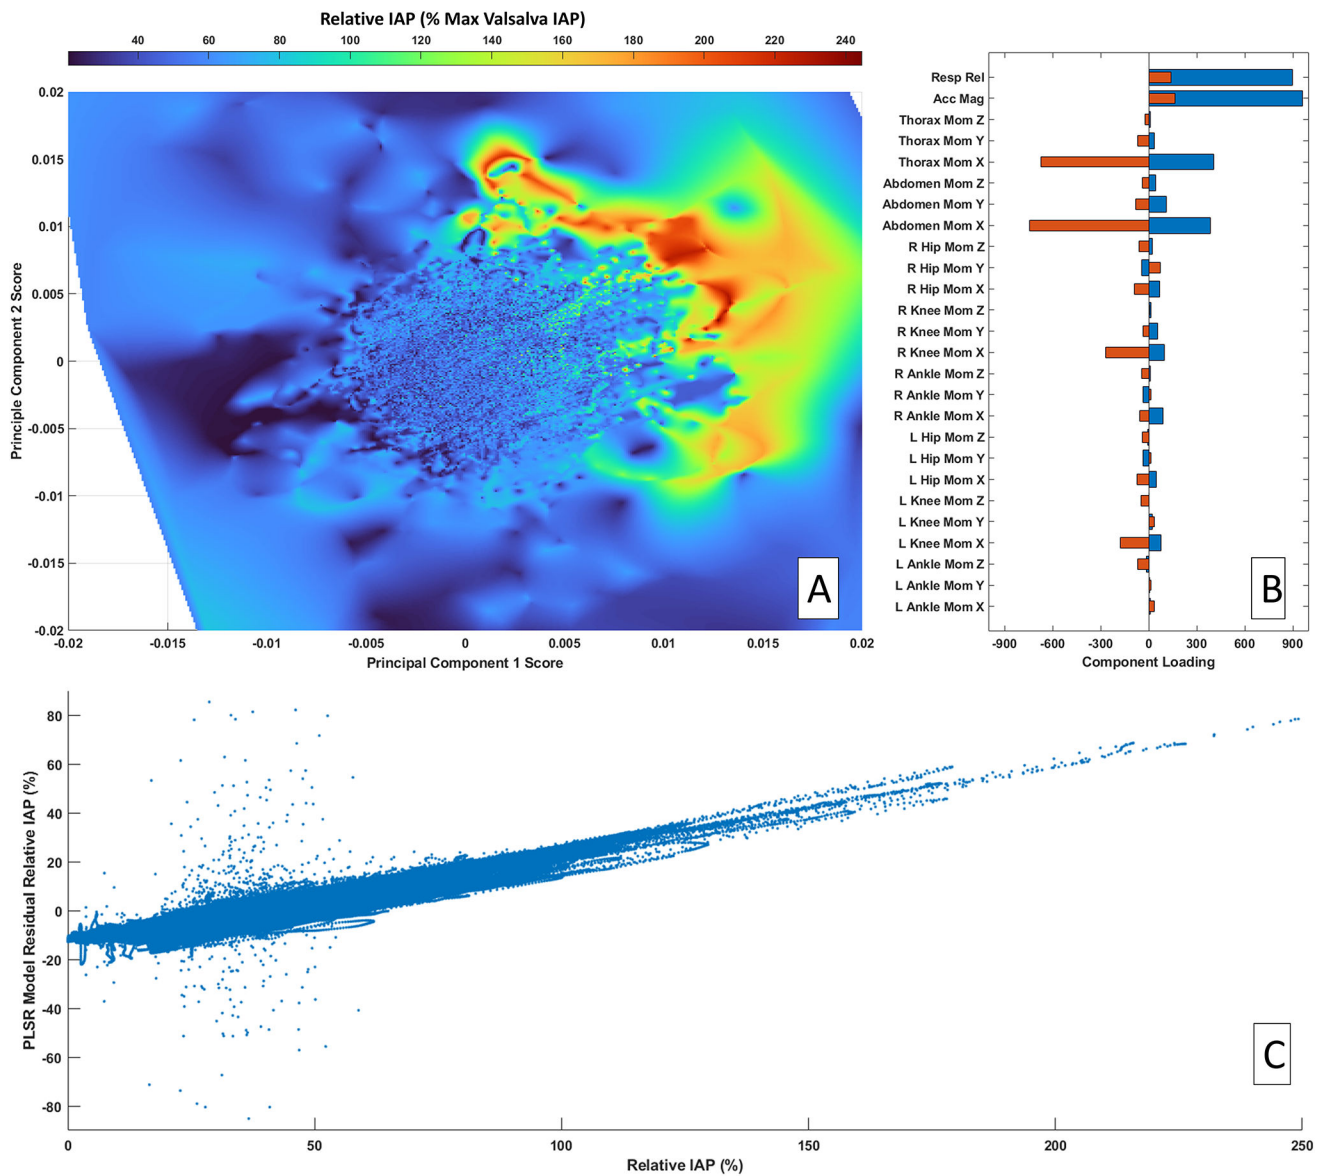 Relative IAP (% Max Valsalva IAP)
40 60 80 100 120 140 160 180 200 220 240
0.02
0.015
0.01
0.005
0
-0.005
-0.01
-0.015
-0.02
Principle Component 2 Score
-0.02 -0.015 -0.01 -0.005 0 0.005 0.01 0.015 0.02
Principal Component 1 Score
A
Resp Rel
Acc Mag
Thorax Mom Z
Thorax Mom Y
Thorax Mom X
Abdomen Mom Z
Abdomen Mom Y
Abdomen Mom X
R Hip Mom Z
R Hip Mom Y
R Hip Mom X
R Knee Mom Z
R Knee Mom Y
R Knee Mom X
R Ankle Mom Z
R Ankle Mom Y
R Ankle Mom X
L Hip Mom Z
L Hip Mom Y
L Hip Mom X
L Knee Mom Z
L Knee Mom Y
L Knee Mom X
L Ankle Mom Z
L Ankle Mom Y
L Ankle Mom X
-900 -600 -300 0 300 600 900
Component Loading
B
80
60
40
20
0
-20
-40
-60
-80
PLSR Model Residual Relative IAP (%)
0 50 100 150 200 250
Relative IAP (%)
C